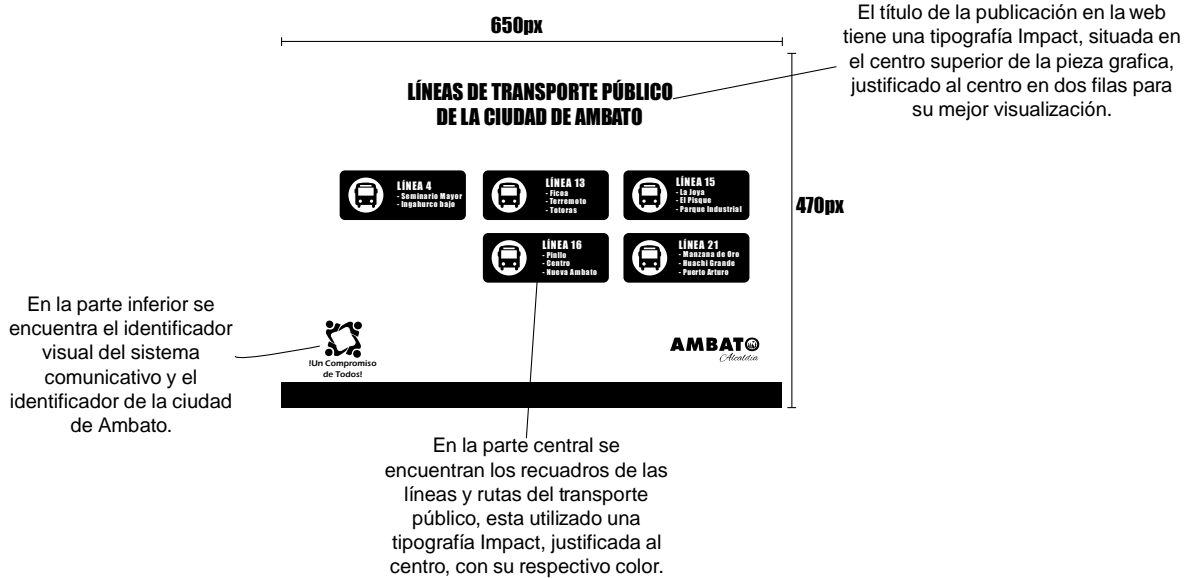 650px
El título de la publicación en la web
tiene una tipografía Impact, situada en
el centro superior de la pieza grafica,
justificado al centro en dos filas para
su mejor visualización.
LÍNEAS DE TRANSPORTE PÚBLICO
DE LA CIUDAD DE AMBATO
LÍNEA 4
- Seminario Mayor
- Ingahurco bajo
LÍNEA 13
- Ficoa
- Terremoto
- Totoras
LÍNEA 15
- La Joya
- El Pisque
- Parque Industrial
470px
LÍNEA 16
- Pinllo
- Centro
- Nueva Ambato
LÍNEA 21
- Manzana de Oro
- Huachi Grande
- Puerto Arturo
En la parte inferior se
encuentra el identificador
visual del sistema
comunicativo y el
identificador de la ciudad
de Ambato.
!Un Compromiso
de Todos!
AMBATO
Alcaldía
En la parte central se
encuentran los recuadros de las
líneas y rutas del transporte
público, esta utilizado una
tipografía Impact, justificada al
centro, con su respectivo color.